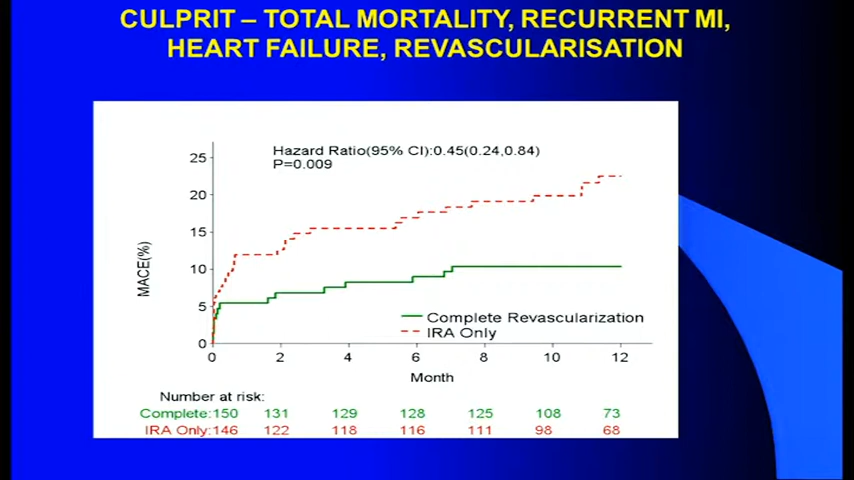 CULPRIT – TOTAL MORTALITY, RECURRENT MI,
HEART FAILURE, REVASCULARISATION
Hazard Ratio(95% CI):0.45(0.24,0.84)
P=0.009
MACE(%)
25
20
15
10
5
0
Complete Revascularization
IRA Only
0 2 4 6 8 10 12
Month
Number at risk:
Complete:150 131 129 128 125 108 73
IRA Only:146 122 118 116 111 98 68